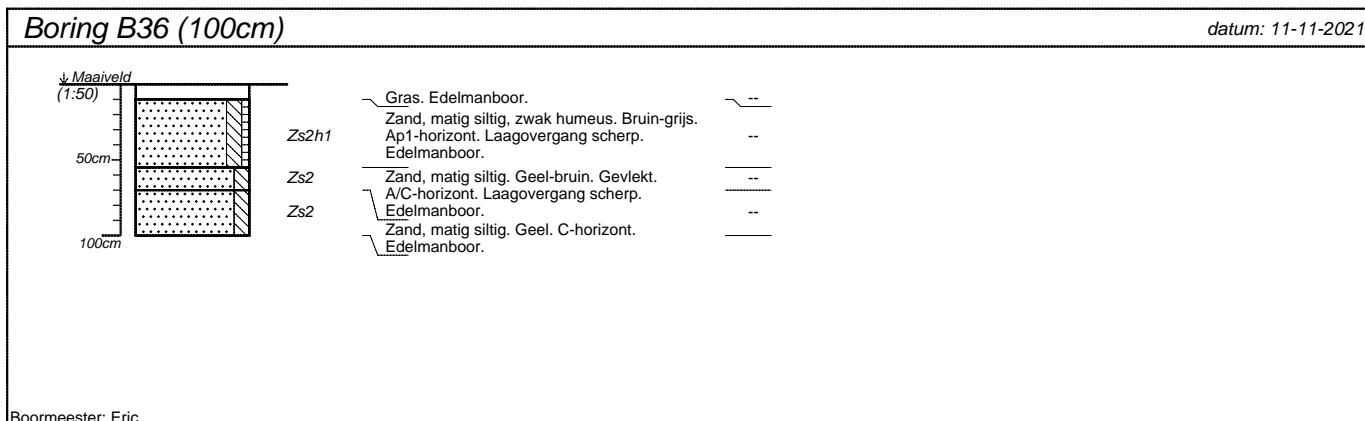 Boring B36 (100cm)
datum: 11-11-2021
Maaiveld
(1:50)
Gras. Edelmanboor.
--
Zs2h1
Zand, matig siltig, zwak humeus. Bruin-grijs.
Ap1-horizont. Laagovergang scherp.
Edelmanboor.
--
50cm
Zs2
Zand, matig siltig. Geel-bruin. Gevlekt.
A/C-horizont. Laagovergang scherp.
Edelmanboor.
--
Zs2
Zand, matig siltig. Geel. C-horizont.
Edelmanboor.
--
100cm
Boormeester: Eric